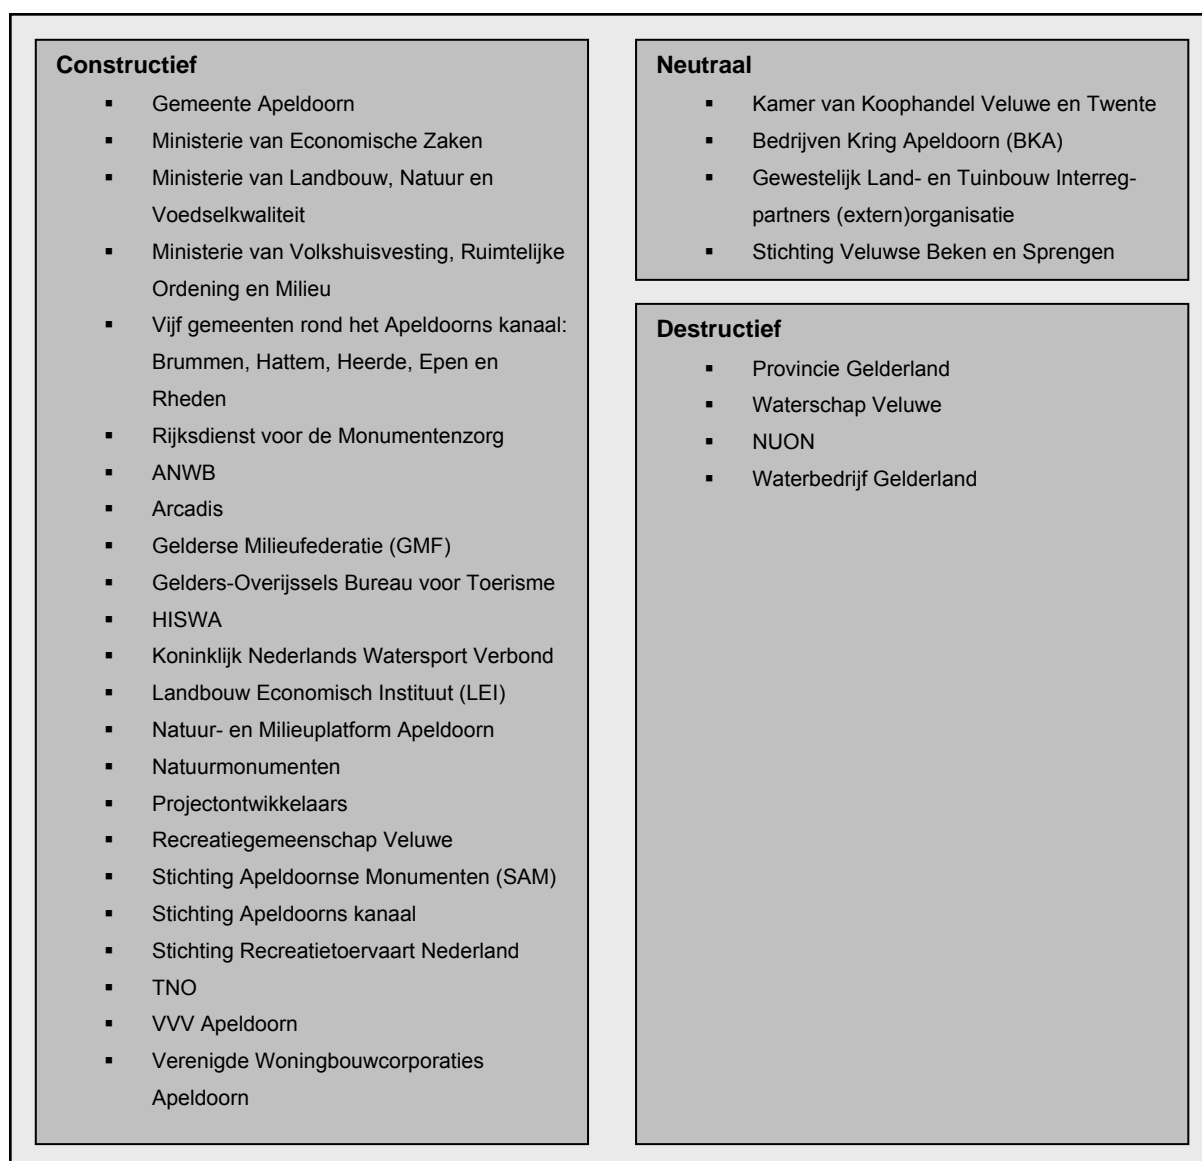 Constructief
▪ Gemeente Apeldoorn
▪ Ministerie van Economische Zaken
▪ Ministerie van Landbouw, Natuur en
Voedselkwaliteit
▪ Ministerie van Volkshuisvesting, Ruimtelijke
Ordening en Milieu
▪ Vijf gemeenten rond het Apeldoorns kanaal:
Brummen, Hattem, Heerde, Epen en
Rheden
▪ Rijksdienst voor de Monumentenzorg
▪ ANWB
▪ Arcadis
▪ Gelderse Milieufederatie (GMF)
▪ Gelders-Overijssels Bureau voor Toerisme
▪ HISWA
▪ Koninklijk Nederlands Watersport Verbond
▪ Landbouw Economisch Instituut (LEI)
▪ Natuur- en Milieuplatform Apeldoorn
▪ Natuurmonumenten
▪ Projectontwikkelaars
▪ Recreatiegemeenschap Veluwe
▪ Stichting Apeldoornse Monumenten (SAM)
▪ Stichting Apeldoorns kanaal
▪ Stichting Recreatietoervaart Nederland
▪ TNO
▪ VVV Apeldoorn
▪ Verenigde Woningbouwcorporaties
Apeldoorn
Neutraal
▪ Kamer van Koophandel Veluwe en Twente
▪ Bedrijven Kring Apeldoorn (BKA)
▪ Gewestelijk Land- en Tuinbouw Interreg-
partners (extern)organisatie
▪ Stichting Veluwse Beken en Sprengen
Destructief
▪ Provincie Gelderland
▪ Waterschap Veluwe
▪ NUON
▪ Waterbedrijf Gelderland